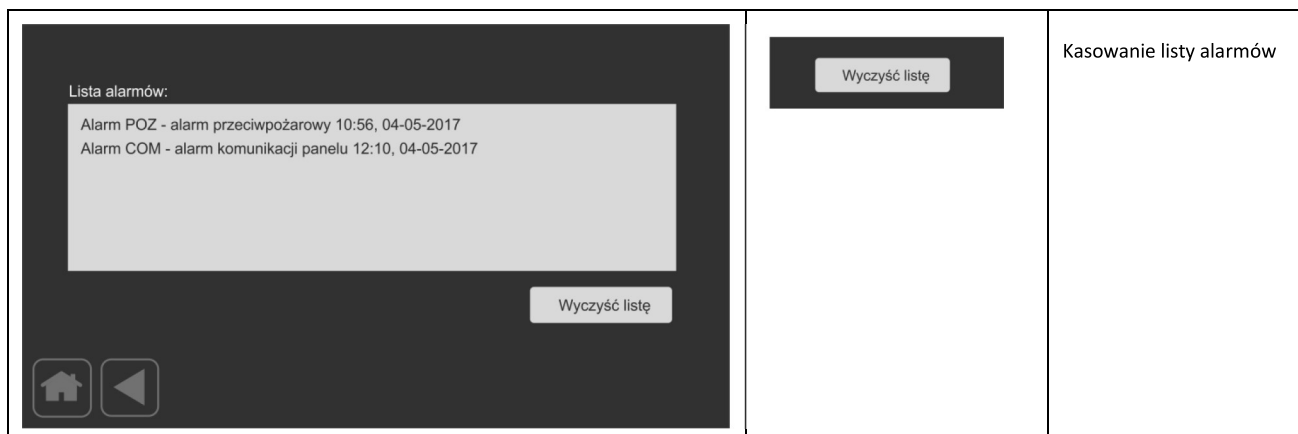 Lista alarmów:
Alarm POZ - alarm przeciwpożarowy 10:56, 04-05-2017
Alarm COM - alarm komunikacji panelu 12:10, 04-05-2017
Wyczyść listę
Wyczyść listę
Kasowanie listy alarmów